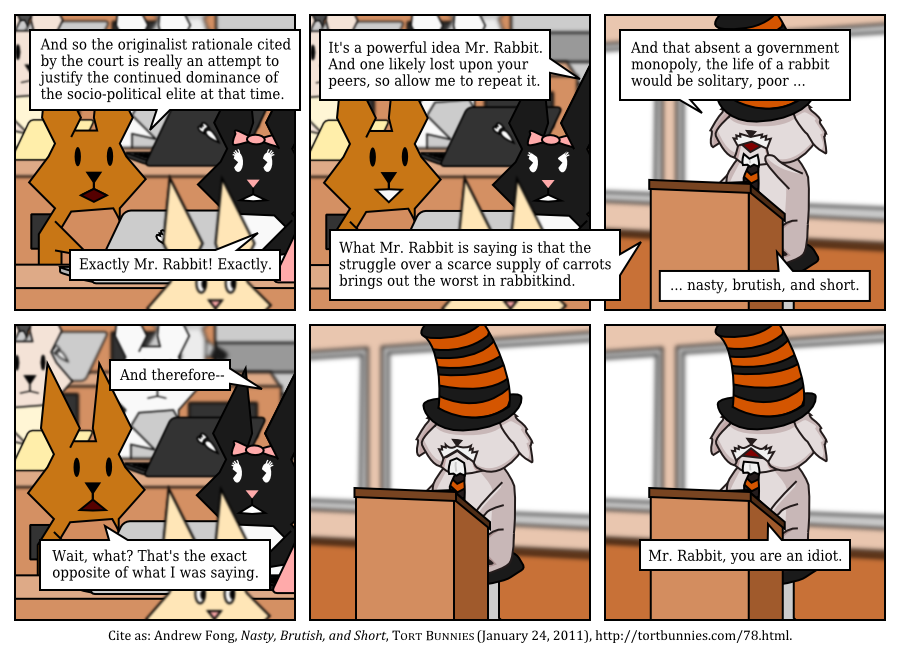 And so the originalist rationale cited
by the court is really an attempt to
justify the continued dominance of
the socio-political elite at that time.
Exactly Mr. Rabbit! Exactly.
It's a powerful idea Mr. Rabbit.
And one likely lost upon your
peers, so allow me to repeat it.
What Mr. Rabbit is saying is that the
struggle over a scarce supply of carrots
brings out the worst in rabbitkind.
And that absent a government
monopoly, the life of a rabbit
would be solitary, poor ...
... nasty, brutish, and short.
And therefore--
Wait, what? That's the exact
opposite of what I was saying.
Mr. Rabbit, you are an idiot.
Cite as: Andrew Fong, Nasty, Brutish, and Short, TORT BUNNIES (January 24, 2011), http://tortbunnies.com/78.html.